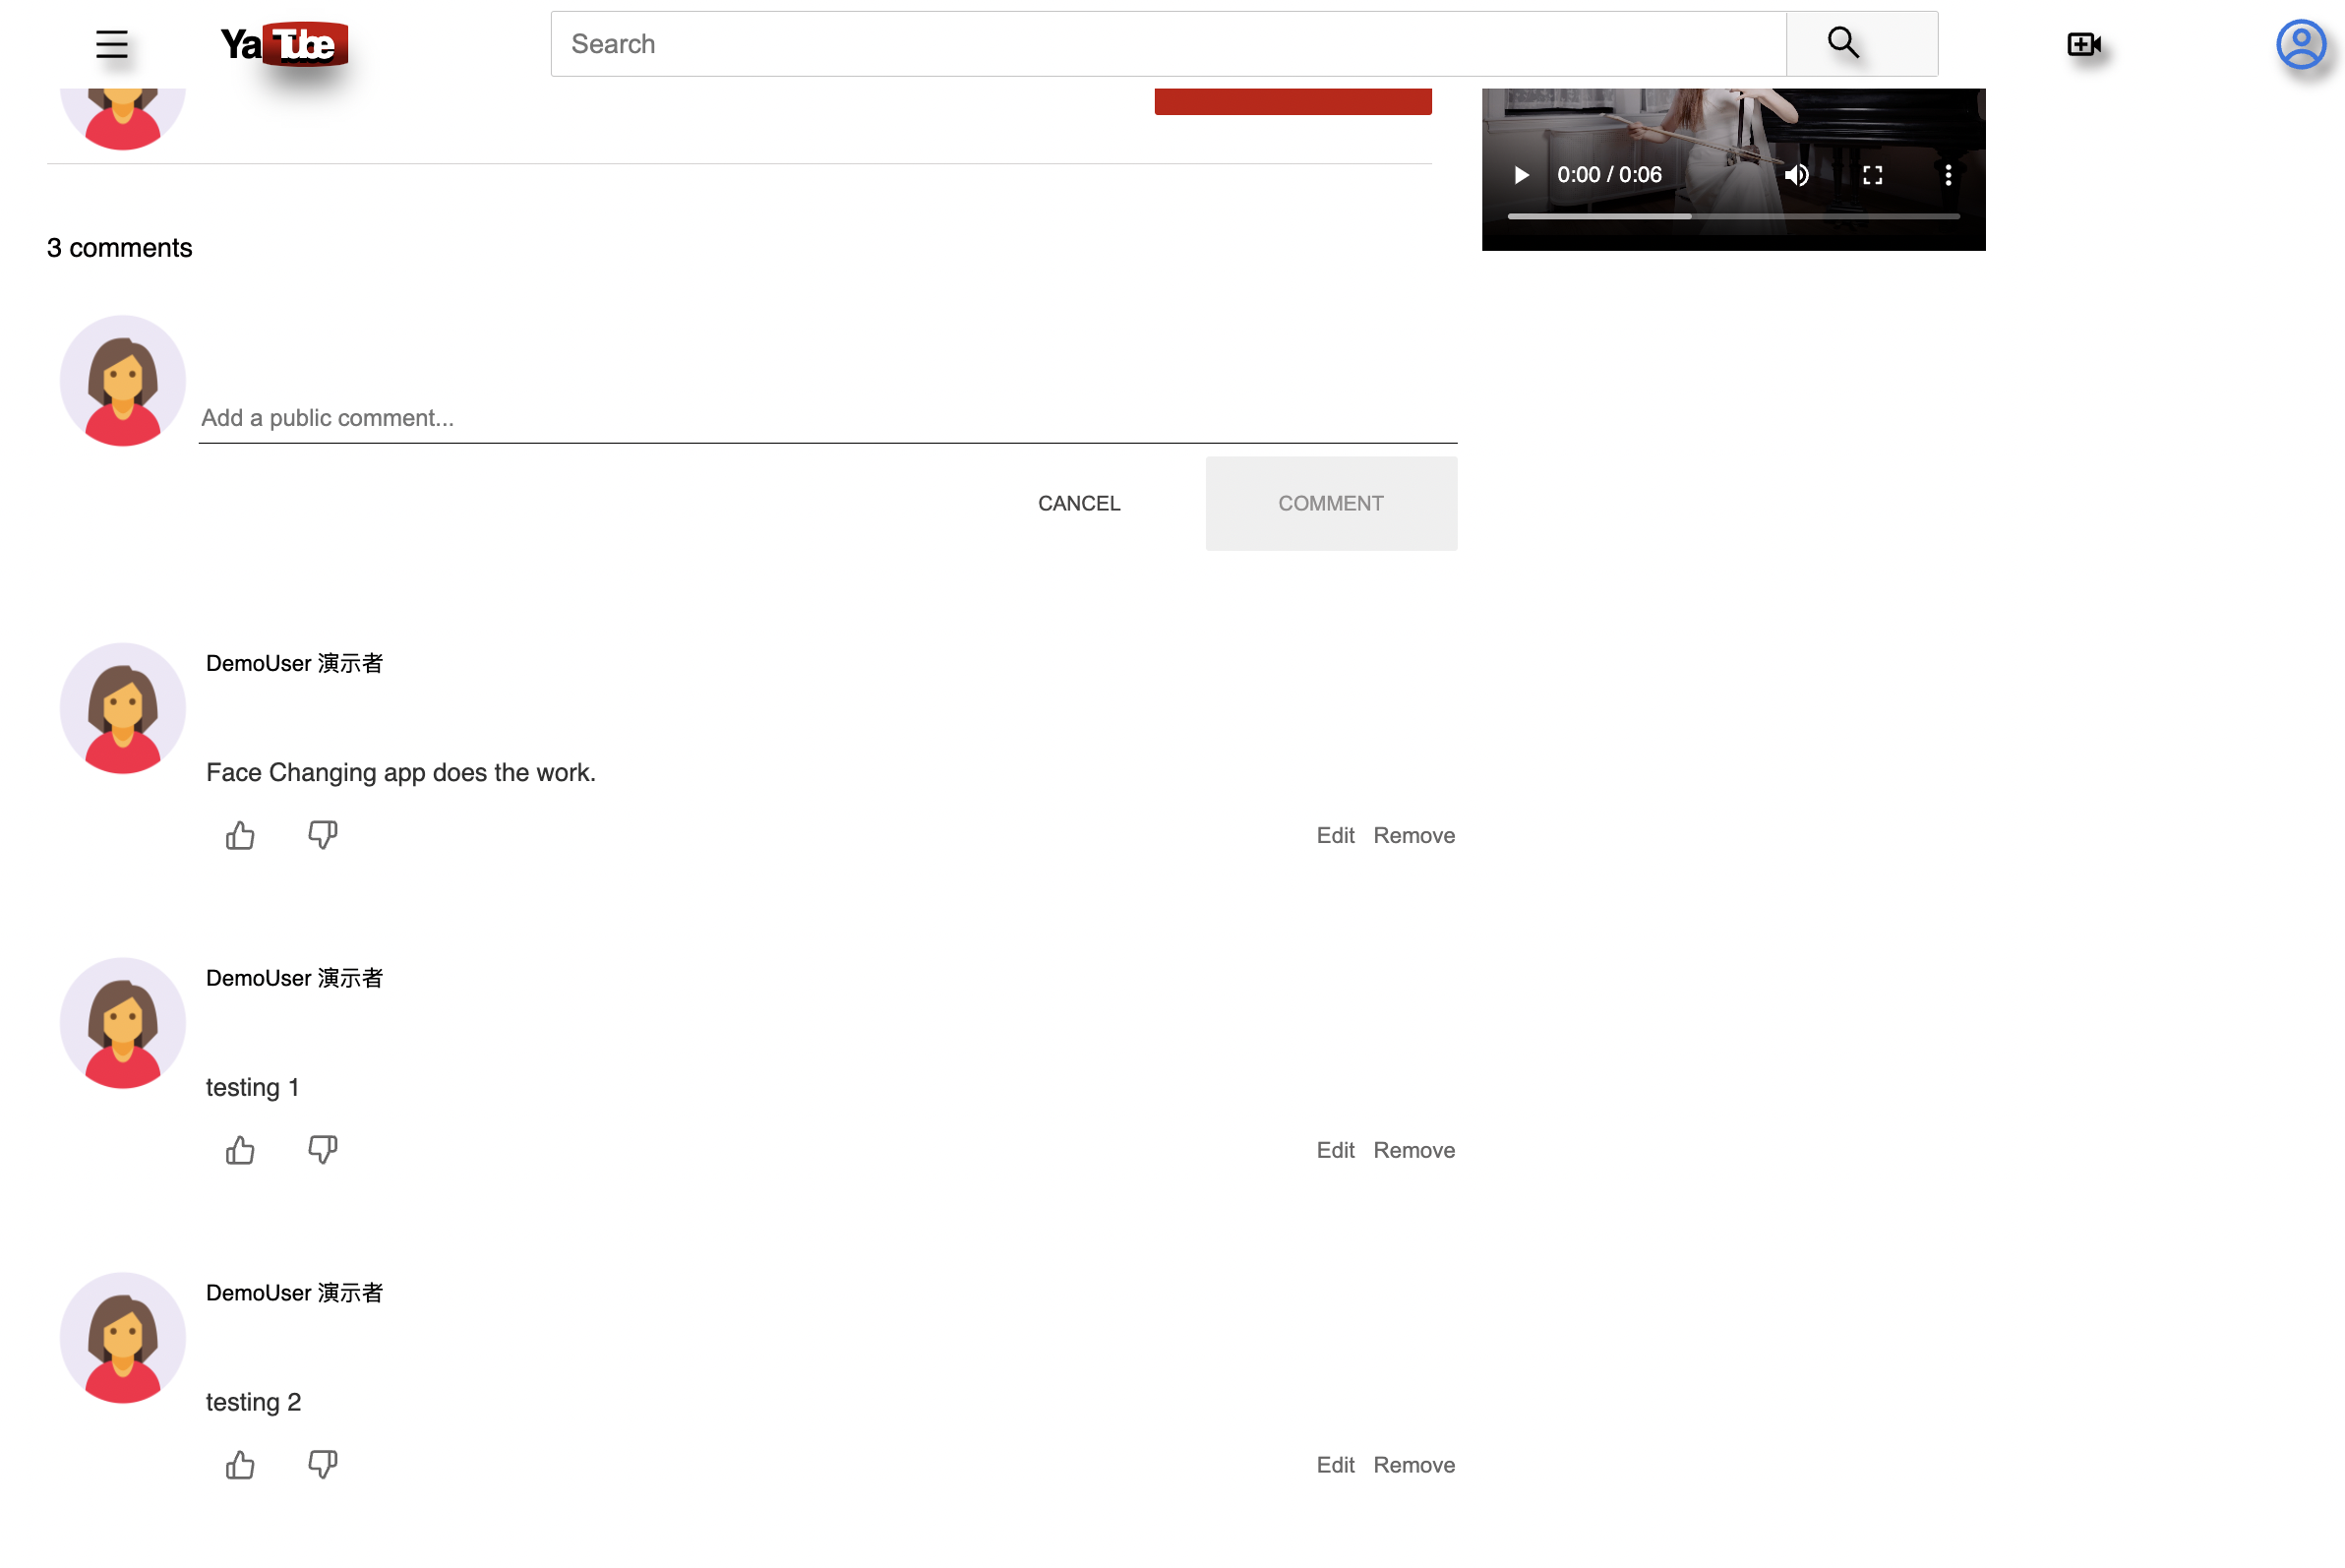 YaTube
Search
0:00 / 0:06
3 comments
Add a public comment...
CANCEL
COMMENT
DemoUser 演示者
Face Changing app does the work.
Edit Remove
DemoUser 演示者
testing 1
Edit Remove
DemoUser 演示者
testing 2
Edit Remove